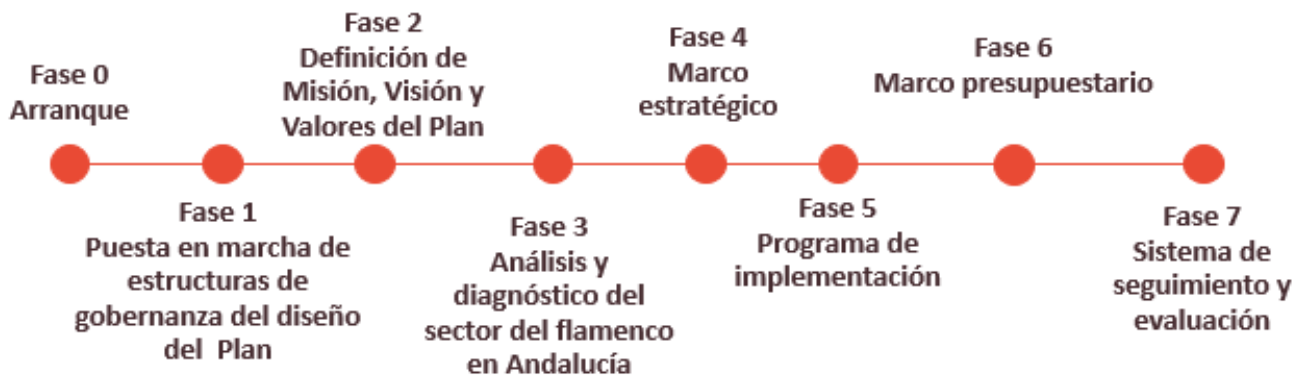 Fase 0
Arranque
Fase 1
Puesta en marcha de
estructuras de
gobernanza del diseño
del Plan
Fase 2
Definición de
Misión, Visión y
Valores del Plan
Fase 3
Análisis y
diagnóstico del
sector del flamenco
en Andalucía
Fase 4
Marco
estratégico
Fase 5
Programa de
implementación
Fase 6
Marco presupuestario
Fase 7
Sistema de
seguimiento y
evaluación